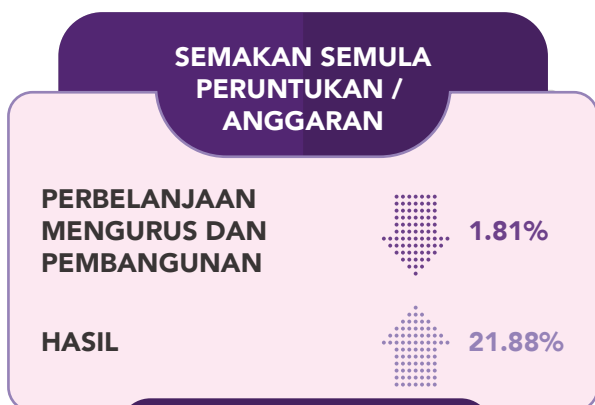 SEMAKAN SEMULA
PERUNTUKAN /
ANGGARAN
PERBELANJAAN
MENGURUS DAN
PEMBANGUNAN
1.81%
HASIL
21.88%